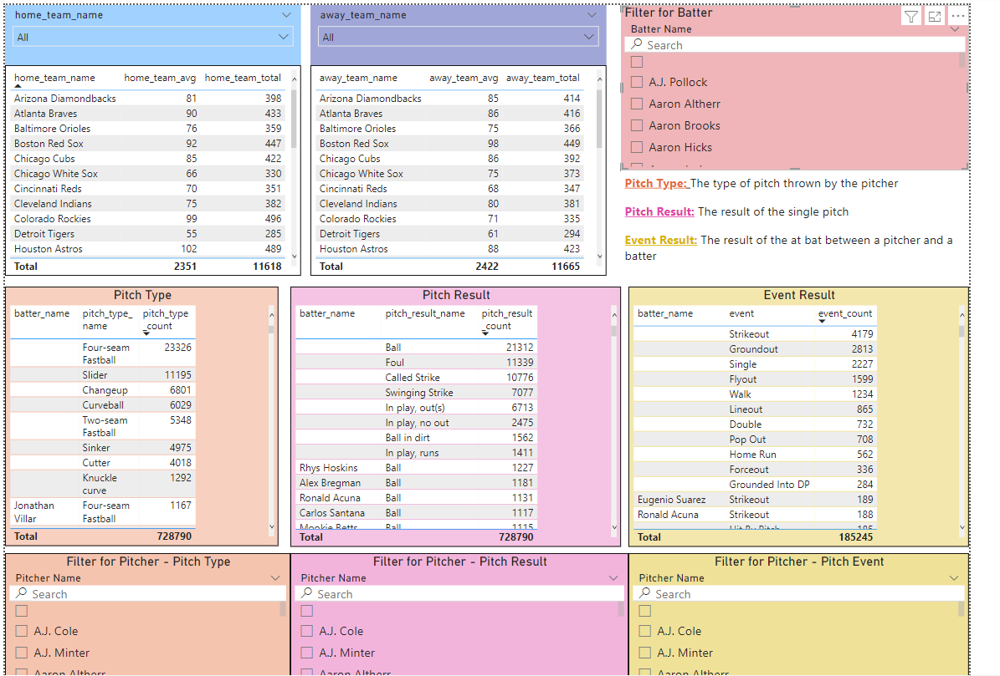 home_team_name
All
home_team_name home_team_avg home_team_total
Arizona Diamondbacks 81 398
Atlanta Braves 90 433
Baltimore Orioles 76 359
Boston Red Sox 92 447
Chicago Cubs 85 422
Chicago White Sox 66 330
Cincinnati Reds 70 351
Cleveland Indians 75 382
Colorado Rockies 99 496
Detroit Tigers 55 285
Houston Astros 102 489
Total 2351 11618
away_team_name
All
away_team_name away_team_avg away_team_total
Arizona Diamondbacks 85 414
Atlanta Braves 86 416
Baltimore Orioles 75 366
Boston Red Sox 98 449
Chicago Cubs 86 392
Chicago White Sox 75 373
Cincinnati Reds 68 347
Cleveland Indians 80 381
Colorado Rockies 71 335
Detroit Tigers 61 294
Houston Astros 88 423
Total 2422 11665
Filter for Batter
Batter Name
Search
A.J. Pollock
Aaron Altherr
Aaron Brooks
Aaron Hicks
Pitch Type: The type of pitch thrown by the pitcher
Pitch Result: The result of the single pitch
Event Result: The result of the at bat between a pitcher and a
batter
Pitch Type
batter_name pitch_type_ pitch_type
name _count
Four-seam 23326
Fastball
Slider 11195
Changeup 6801
Curveball 6029
Two-seam 5348
Fastball
Sinker 4975
Cutter 4018
Knuckle 1292
curve
Jonathan Four-seam 1167
Villar Fastball
Total 728790
Pitch Result
batter_name pitch_result_name pitch_result
_count
Ball 21312
Foul 11339
Called Strike 10776
Swinging Strike 7077
In play, out(s) 6713
In play, no out 2475
Ball in dirt 1562
In play, runs 1411
Rhys Hoskins Ball 1227
Alex Bregman Ball 1181
Ronald Acuna Ball 1131
Carlos Santana Ball 1117
Mookie Betts Ball 1115
Total 728790
Event Result
batter_name event event_count
Strikeout 4179
Groundout 2813
Single 2227
Flyout 1599
Walk 1234
Lineout 865
Double 732
Pop Out 708
Home Run 562
Forceout 336
Grounded Into DP 284
Eugenio Suarez Strikeout 189
Ronald Acuna Strikeout 188
Hit By Pitch 185
Total 185245
Filter for Pitcher - Pitch Type
Pitcher Name
Search
A.J. Cole
A.J. Minter
Aaron Altherr
Filter for Pitcher - Pitch Result
Pitcher Name
Search
A.J. Cole
A.J. Minter
Aaron Altherr
Filter for Pitcher - Pitch Event
Pitcher Name
Search
A.J. Cole
A.J. Minter
Aaron Altherr